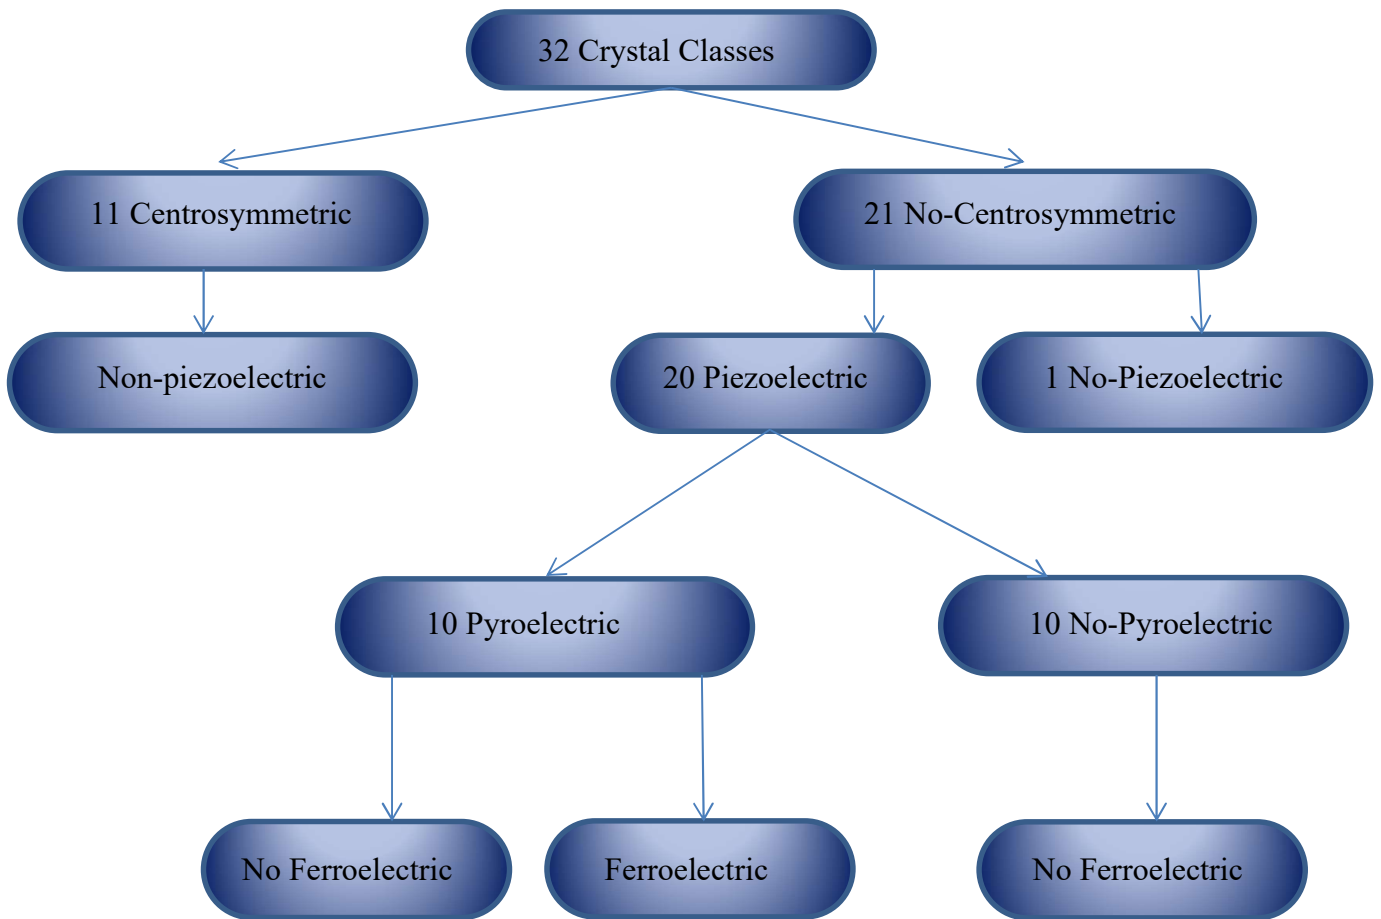 32 Crystal Classes
11 Centrosymmetric
21 No-Centrosymmetric
Non-piezoelectric
20 Piezoelectric
1 No-Piezoelectric
10 Pyroelectric
10 No-Pyroelectric
No Ferroelectric
Ferroelectric
No Ferroelectric